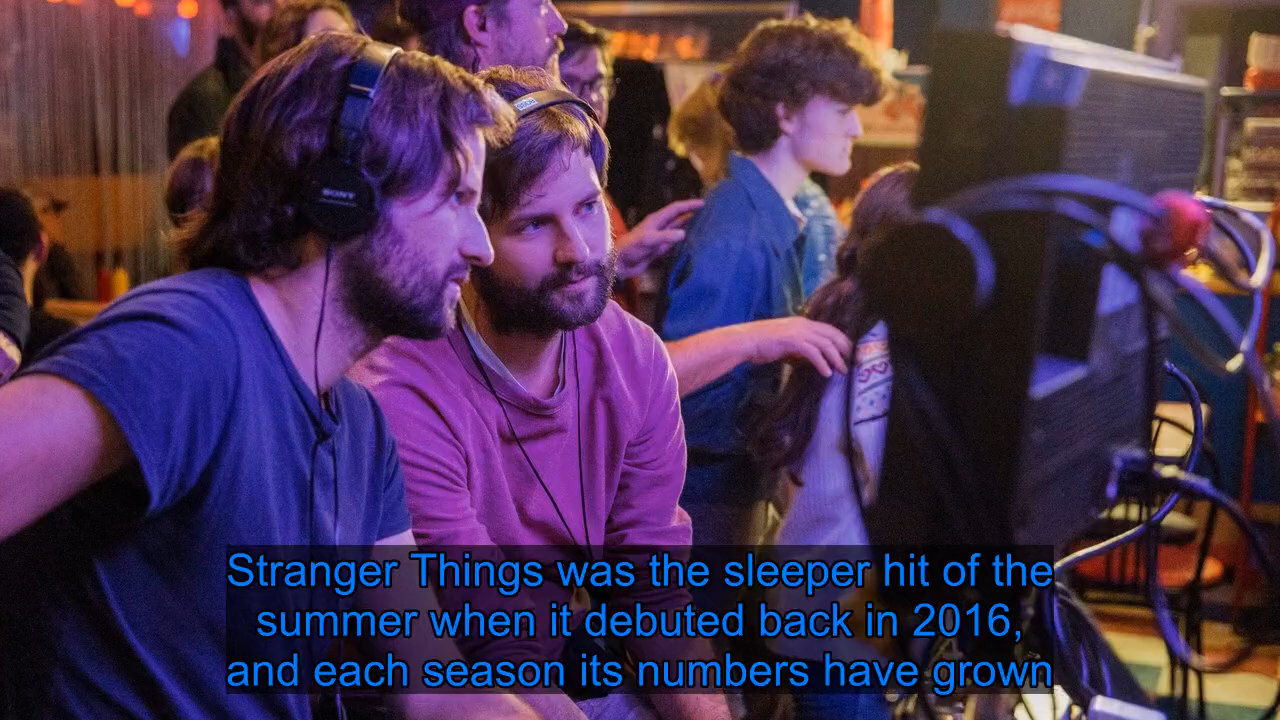 SONY
Stranger Things was the sleeper hit of the
summer when it debuted back in 2016,
and each season its numbers have grown